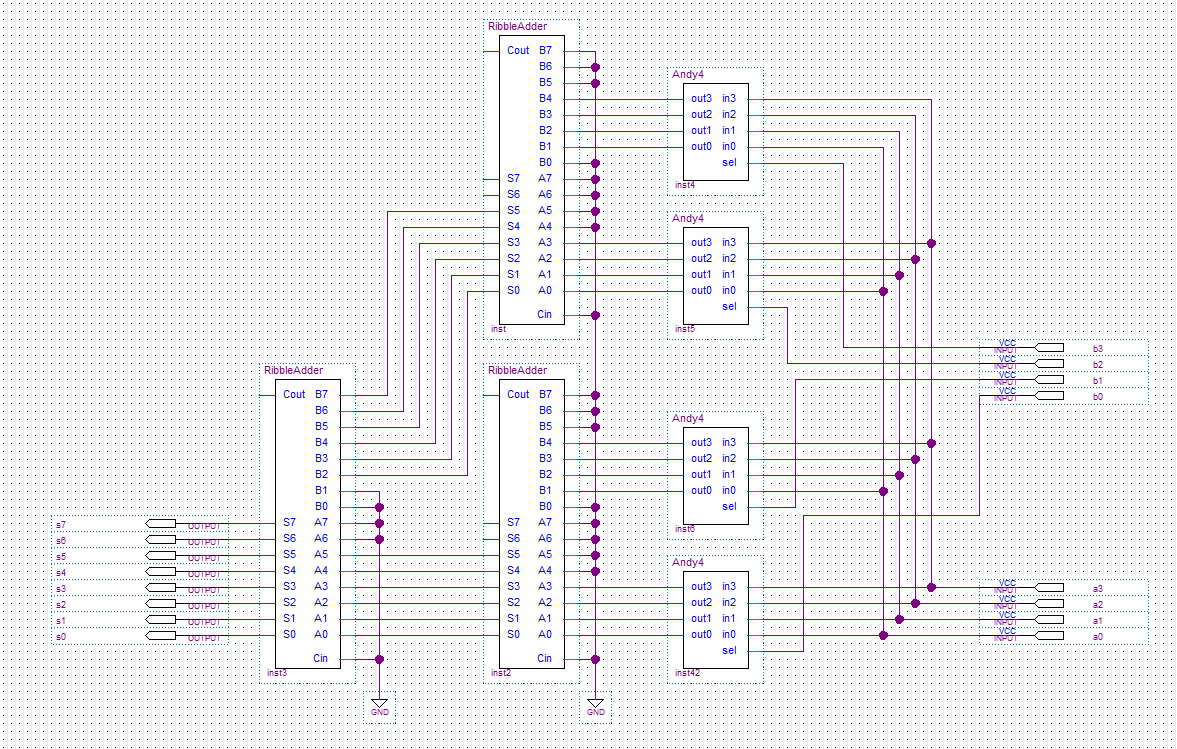 RibbleAdder
Cout B7
B6
B5
B4
B3
B2
B1
B0
S7 A7
S6 A6
S5 A5
S4 A4
S3 A3
S2 A2
S1 A1
S0 A0
Cin
inst
Andy4
out3 in3
out2 in2
out1 in1
out0 in0
sel
inst4
Andy4
out3 in3
out2 in2
out1 in1
out0 in0
sel
inst5
VCC
INPUT b3
VCC
INPUT b2
VCC
INPUT b1
VCC
INPUT b0
RibbleAdder
Cout B7
B6
B5
B4
B3
B2
B1
B0
S7 A7
S6 A6
S5 A5
S4 A4
S3 A3
S2 A2
S1 A1
S0 A0
Cin
inst3
GND
RibbleAdder
Cout B7
B6
B5
B4
B3
B2
B1
B0
S7 A7
S6 A6
S5 A5
S4 A4
S3 A3
S2 A2
S1 A1
S0 A0
Cin
inst2
GND
Andy4
out3 in3
out2 in2
out1 in1
out0 in0
sel
inst6
Andy4
out3 in3
out2 in2
out1 in1
out0 in0
sel
inst42
VCC
INPUT a3
VCC
INPUT a2
VCC
INPUT a1
VCC
INPUT a0
s7 OUTPUT
s6 OUTPUT
s5 OUTPUT
s4 OUTPUT
s3 OUTPUT
s2 OUTPUT
s1 OUTPUT
s0 OUTPUT